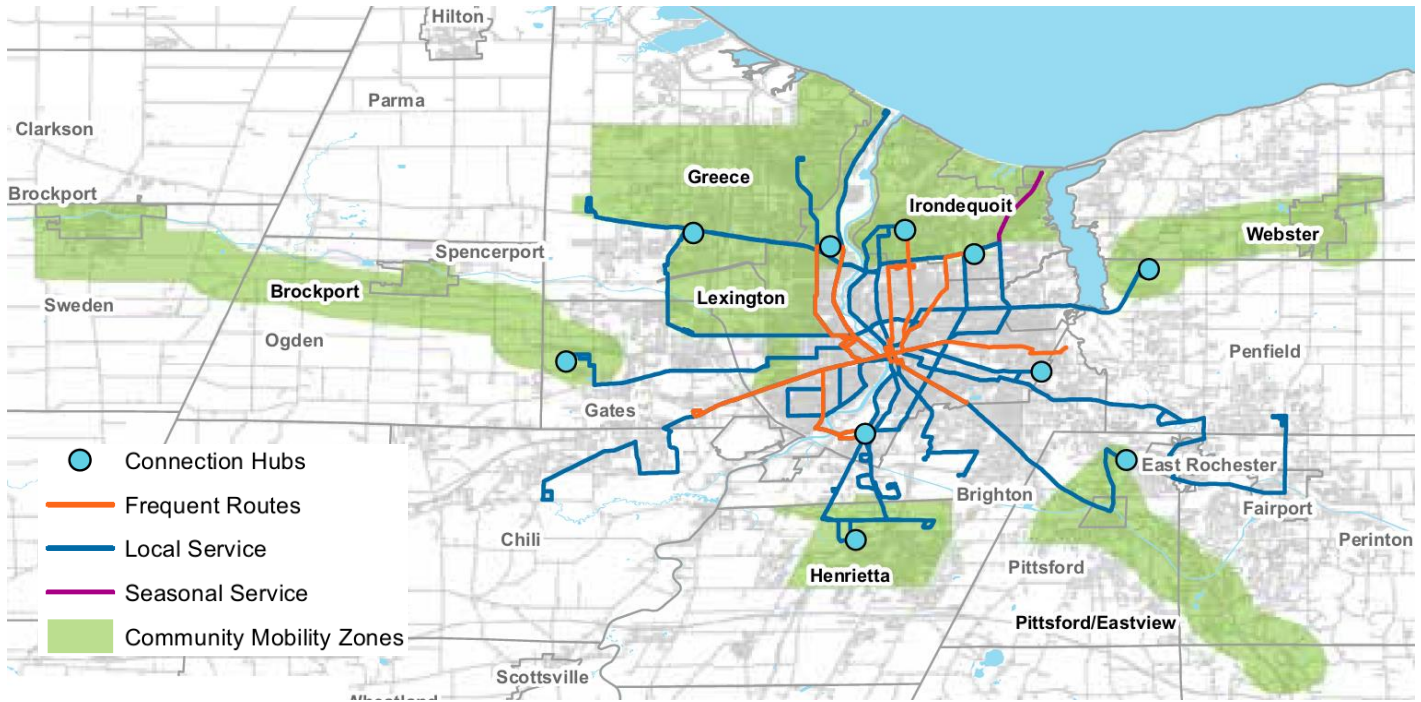 Hilton
Parma
Clarkson
Greece
Brockport
Irondequoit
Webster
Spencerport
Brockport
Lexington
Sweden
Ogden
Penfield
Gates
Connection Hubs
East Rochester
Frequent Routes
Brighton
Fairport
Local Service
Chili
Perinton
Pittsford
Henrietta
Seasonal Service
Pittsford/Eastview
Community Mobility Zones
Scottsville
Wheatland